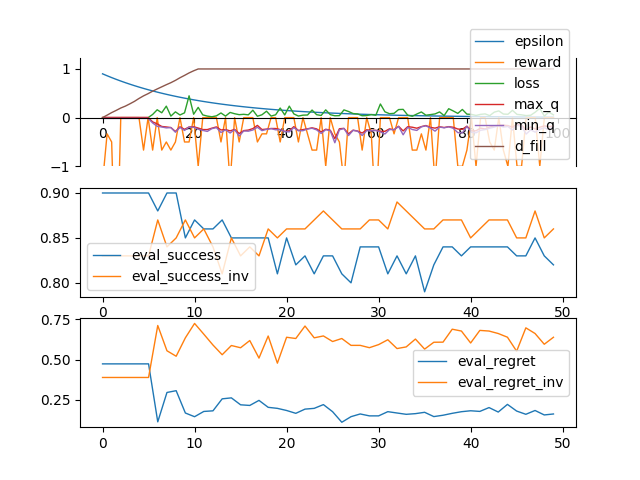 epsilon
reward
loss
max_q
min_q
d_fill
1
0
−1
0 20 40 60 80 100
0.90
0.85
0.80
eval_success
eval_success_inv
0 10 20 30 40 50
0.75
0.50
0.25
eval_regret
eval_regret_inv
0 10 20 30 40 50